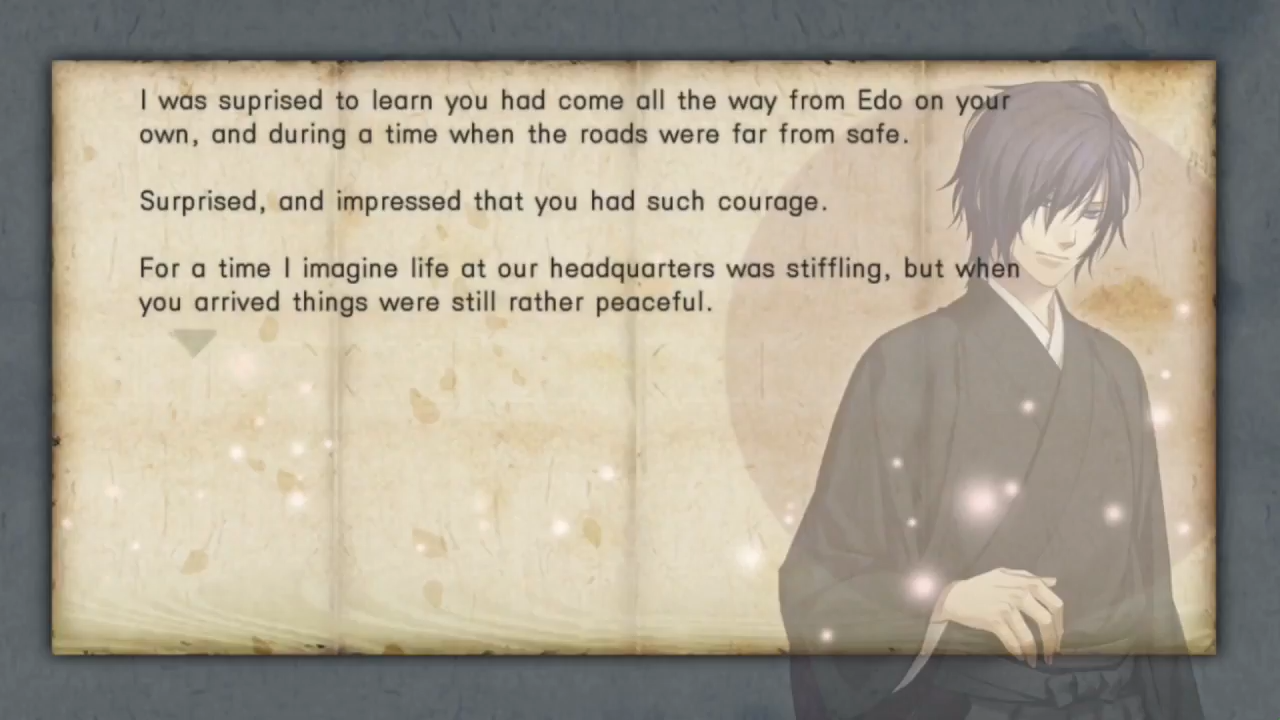 I was suprised to learn you had come all the way from Edo on your
own, and during a time when the roads were far from safe.
Surprised, and impressed that you had such courage.
For a time I imagine life at our headquarters was stiffling, but when
you arrived things were still rather peaceful.